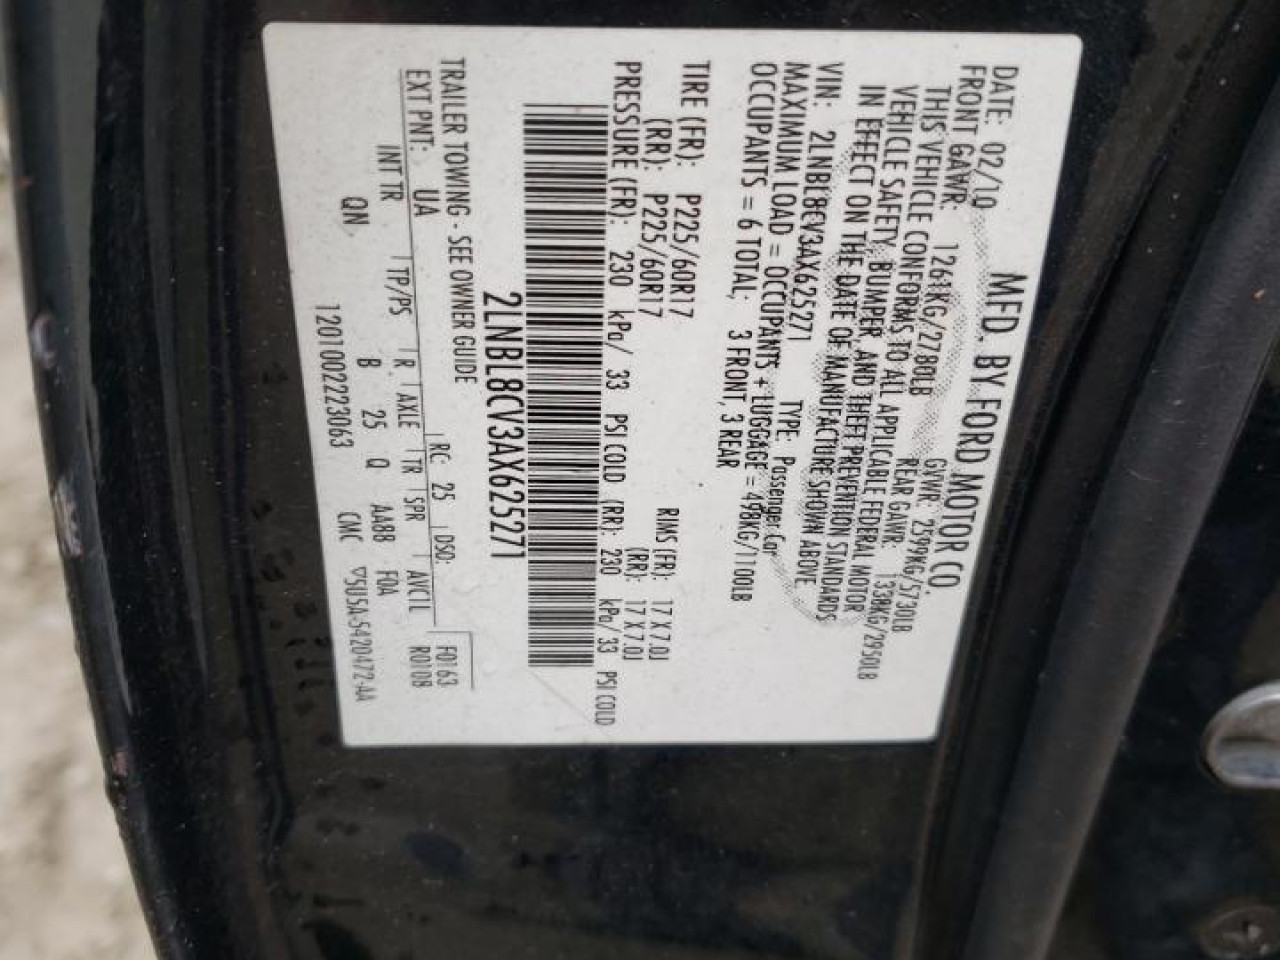 MFD. BY FORD MOTOR CO.
DATE: 02/10 GVWR: 2599KG/5730LB
FRONT GAWR: 1261KG/2780LB REAR GAWR: 1338KG/2950LB
THIS VEHICLE CONFORMS TO ALL APPLICABLE FEDERAL MOTOR
VEHICLE SAFETY, BUMPER, AND THEFT PREVENTION STANDARDS
IN EFFECT ON THE DATE OF MANUFACTURE SHOWN ABOVE.
VIN: 2LNBL8CV3AX625271 TYPE: Passenger Car
MAXIMUM LOAD = OCCUPANTS + LUGGAGE = 498KG/1100LB
OCCUPANTS = 6 TOTAL, 3 FRONT, 3 REAR
TIRE (FR): P225/60R17 RIMS (FR): 17 X 7.0J
(RR): P225/60R17 (RR): 17 X 7.0J
PRESSURE (FR): 230 kPa/ 33 PSI COLD (RR): 230 kPa/ 33 PSI COLD
2LNBL8CV3AX625271
TRAILER TOWING - SEE OWNER GUIDE
RC: 25 DSO: F0163
EXT PNT: UA R0108
INT TR TP/PS R AXLE TR SPR AVCTL
QN B 25 Q AABB FOA
1201002223063 CMC ▽5USA-5420472-AA